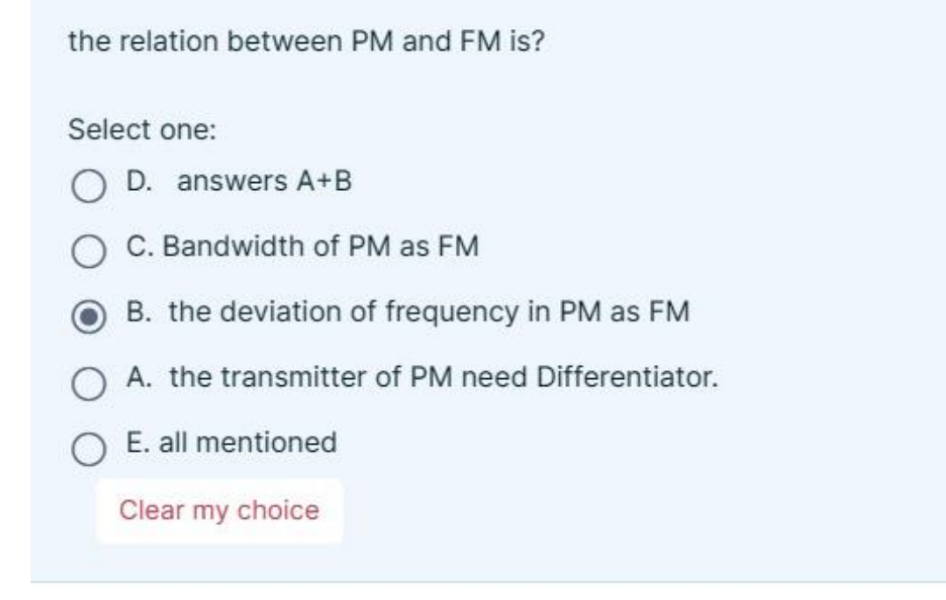 the relation between PM and FM is?
Select one:
D. answers A+B
C. Bandwidth of PM as FM
B. the deviation of frequency in PM as FM
A. the transmitter of PM need Differentiator.
E. all mentioned
Clear my choice